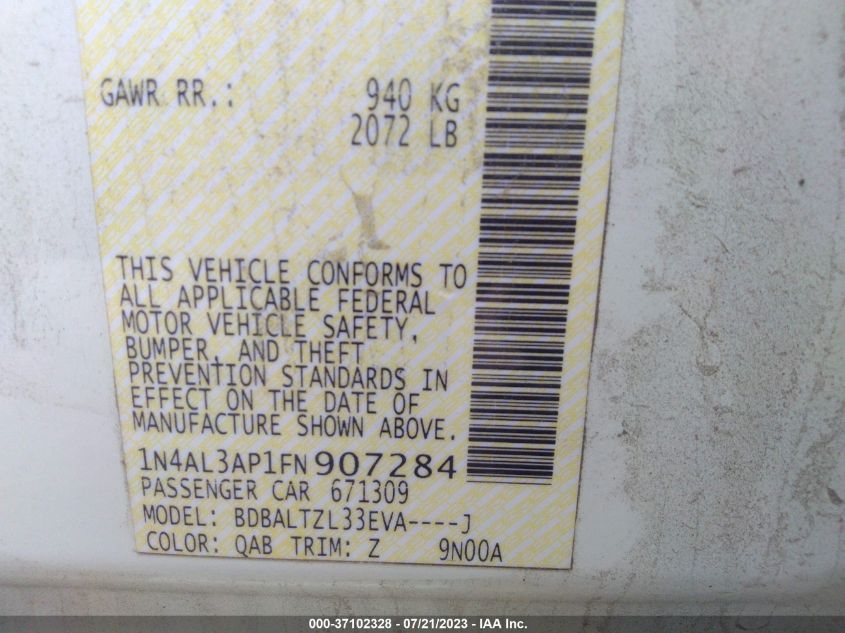 GAWR RR.: 940 KG
2072 LB
THIS VEHICLE CONFORMS TO
ALL APPLICABLE FEDERAL
MOTOR VEHICLE SAFETY,
BUMPER, AND THEFT
PREVENTION STANDARDS IN
EFFECT ON THE DATE OF
MANUFACTURE SHOWN ABOVE.
1N4AL3AP1FN907284
PASSENGER CAR 671309
MODEL: BDBALTZL33EVA----J
COLOR: QAB TRIM: Z 9N00A
000-37102328 - 07/21/2023 - IAA Inc.